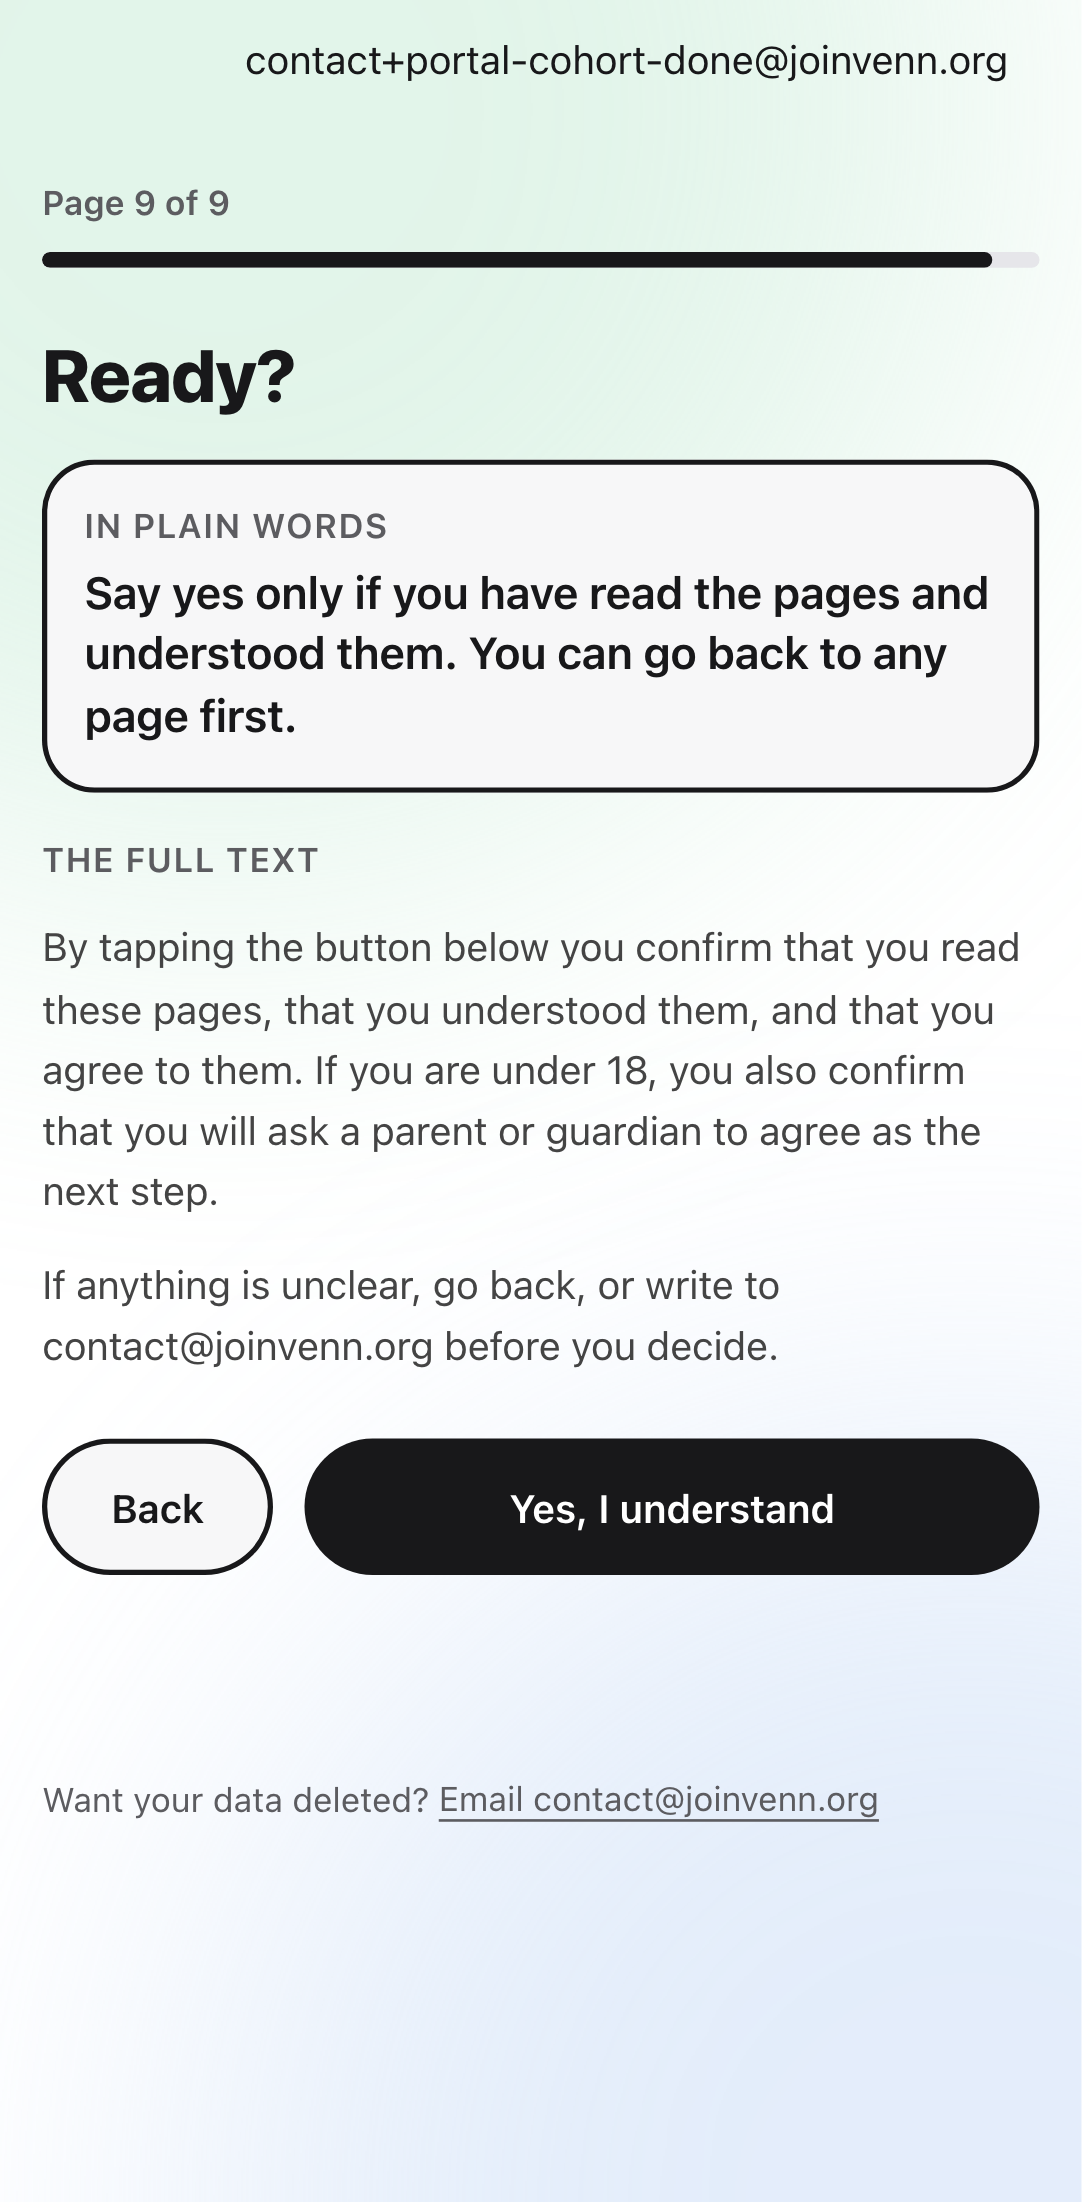 contact+portal-cohort-done@joinvenn.org
Page 9 of 9
Ready?
IN PLAIN WORDS
Say yes only if you have read the pages and
understood them. You can go back to any
page first.
THE FULL TEXT
By tapping the button below you confirm that you read
these pages, that you understood them, and that you
agree to them. If you are under 18, you also confirm
that you will ask a parent or guardian to agree as the
next step.
If anything is unclear, go back, or write to
contact@joinvenn.org before you decide.
Back
Yes, I understand
Want your data deleted? Email contact@joinvenn.org